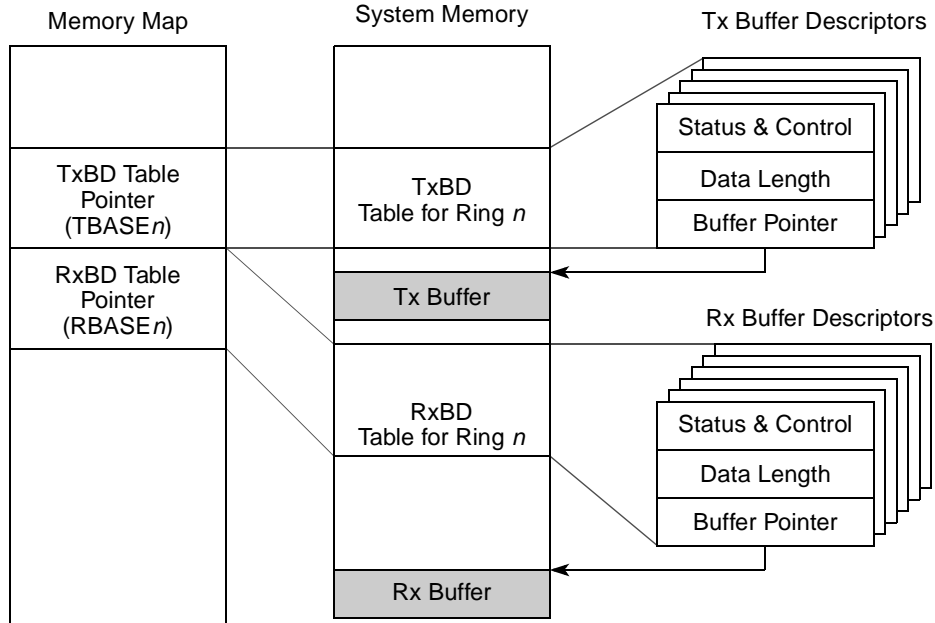 Memory Map
System Memory
Tx Buffer Descriptors
TxBD Table
Pointer
(TBASEn)
RxBD Table
Pointer
(RBASEn)
TxBD
Table for Ring n
Tx Buffer
RxBD
Table for Ring n
Rx Buffer
Status & Control
Data Length
Buffer Pointer
Rx Buffer Descriptors
Status & Control
Data Length
Buffer Pointer